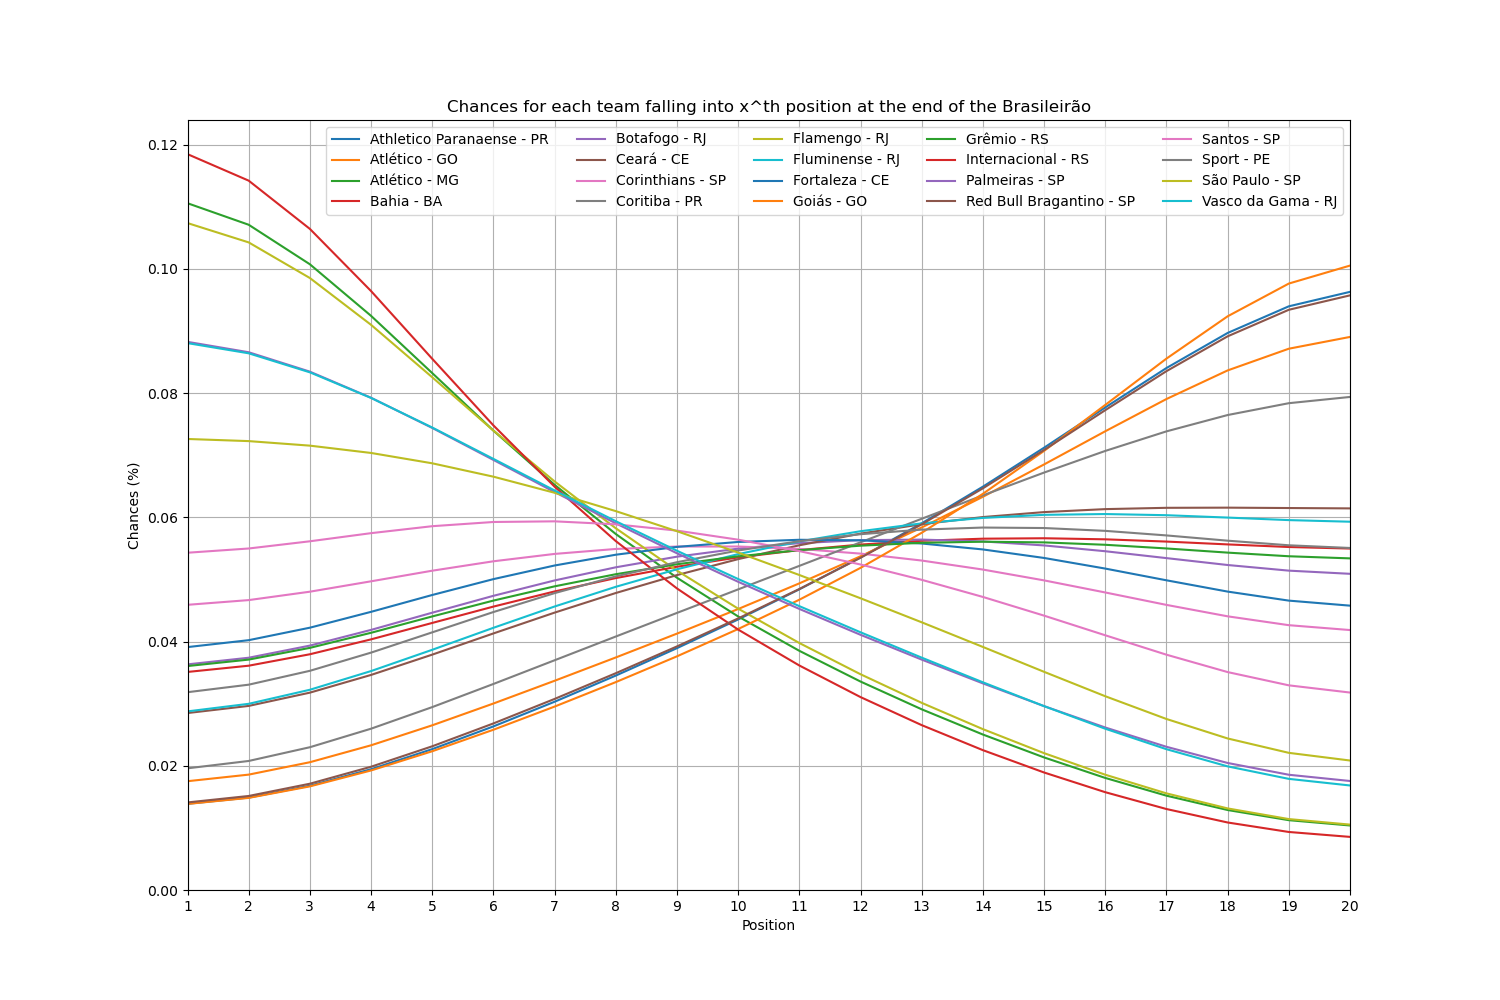 Chances for each team falling into x^th position at the end of the Brasileirão
Athletico Paranaense - PR
Atlético - GO
Atlético - MG
Bahia - BA
Botafogo - RJ
Ceará - CE
Corinthians - SP
Coritiba - PR
Flamengo - RJ
Fluminense - RJ
Fortaleza - CE
Goiás - GO
Grêmio - RS
Internacional - RS
Palmeiras - SP
Red Bull Bragantino - SP
Santos - SP
Sport - PE
São Paulo - SP
Vasco da Gama - RJ
Chances (%)
0.12
0.10
0.08
0.06
0.04
0.02
0.00
1 2 3 4 5 6 7 8 9 10 11 12 13 14 15 16 17 18 19 20
Position